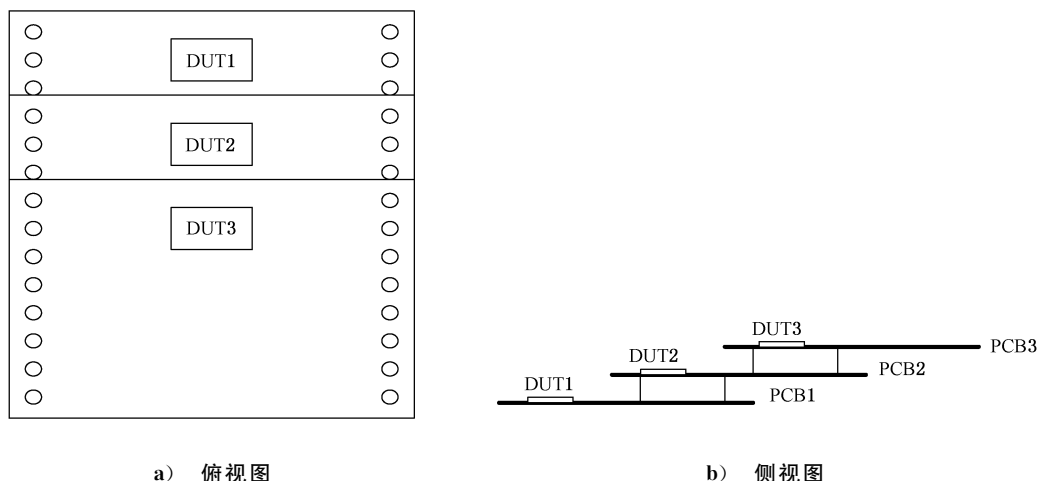 DUT1
DUT2
DUT3
DUT3
PCB3
DUT2
PCB2
DUT1
PCB1
a） 俯视图
b） 侧视图